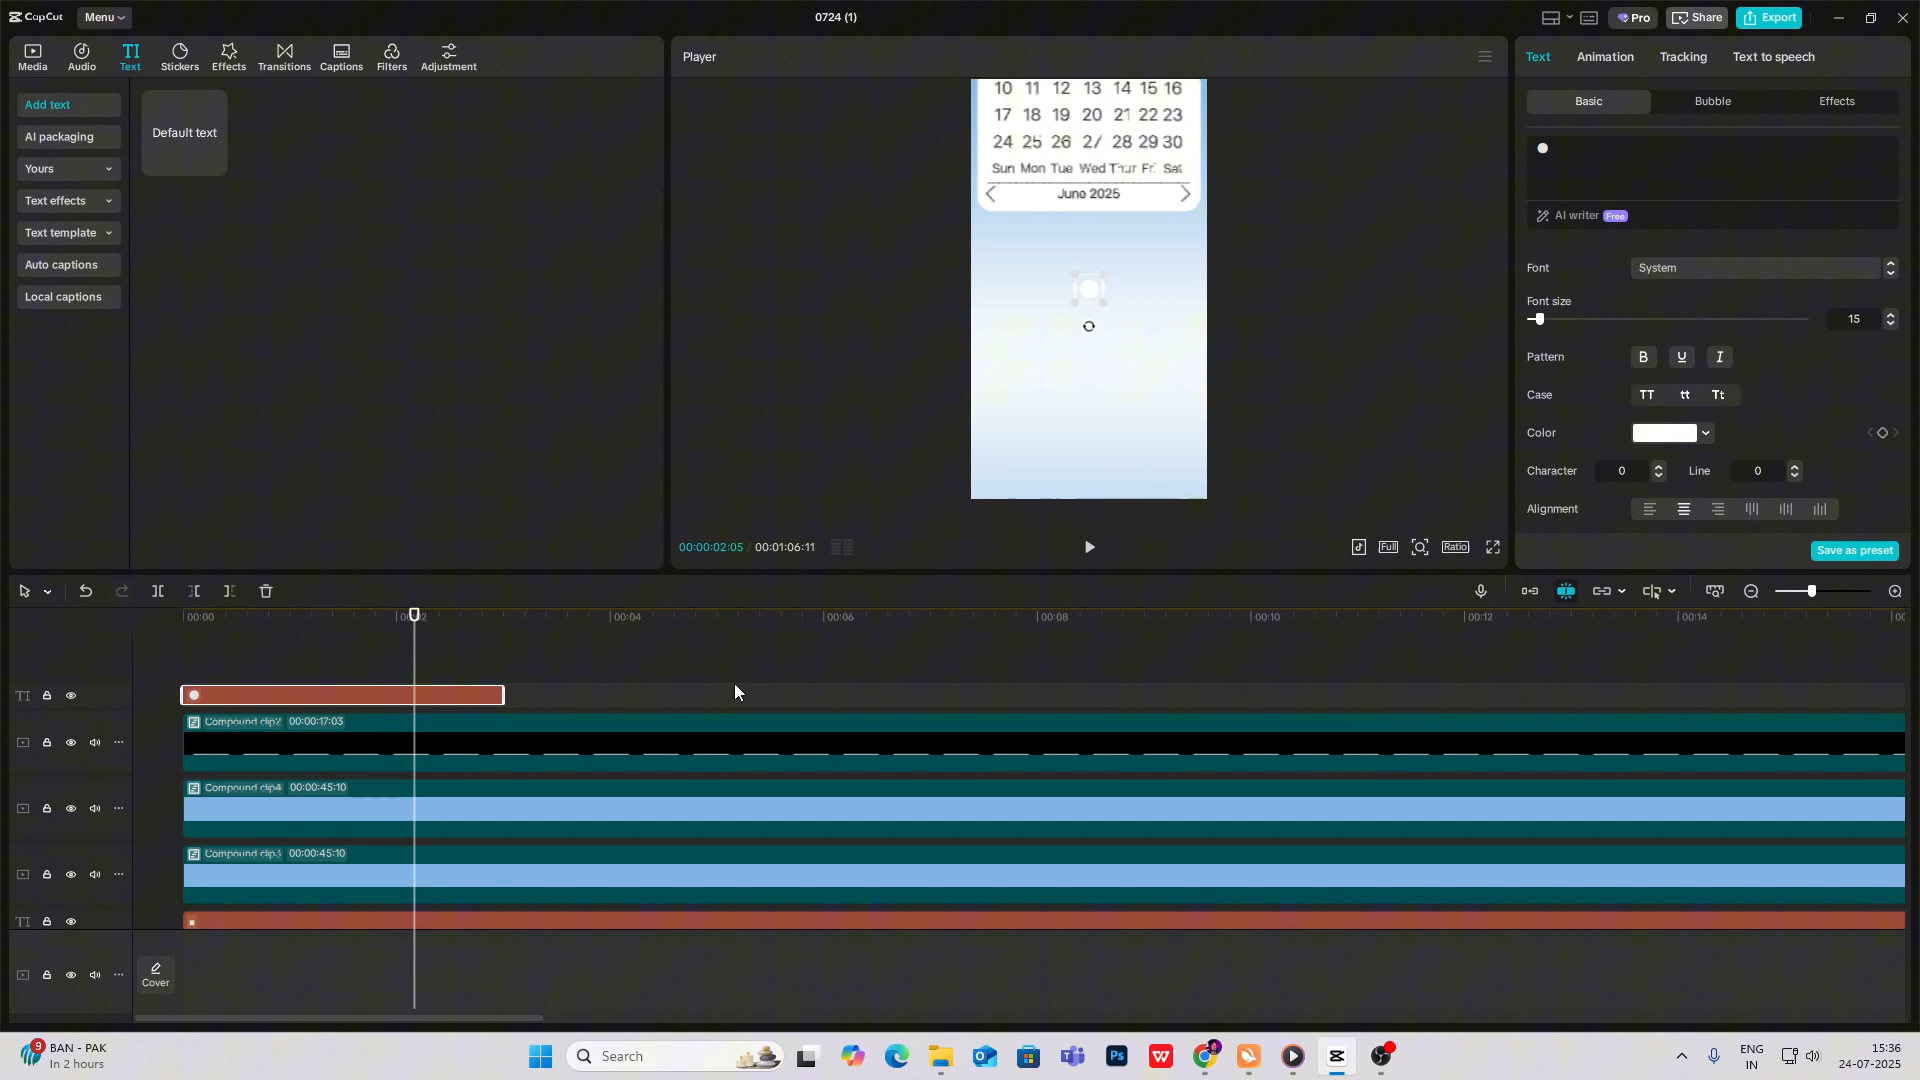 CapCut
Menu
0724 (1)
Pro
Share
Export
Media
Audio
Text
Stickers
Effects
Transitions
Captions
Filters
Adjustment
Add text
AI packaging
Yours
Text effects
Text template
Auto captions
Local captions
Default text
Player
10 11 12 13 14 15 16
17 18 19 20 21 22 23
24 25 26 27 28 29 30
Sun Mon Tue Wed Thur Fri Sat
June 2025
00:00:02:05 / 00:01:06:11
Full
Ratio
Text
Animation
Tracking
Text to speech
Basic
Bubble
Effects
AI writer Free
Font
System
Font size
15
Pattern
B U I
Case
TT tt Tt
Color
Character 0
Line 0
Alignment
Save as preset
00:00
00:02
00:04
00:06
00:08
00:10
00:12
00:14
TI
Compound clip2 00:00:17:03
Compound clip4 00:00:45:10
Compound clip3 00:00:45:10
TI
Cover
9
BAN - PAK
In 2 hours
Search
Ps
W
ENG
IN
15:36
24-07-2025